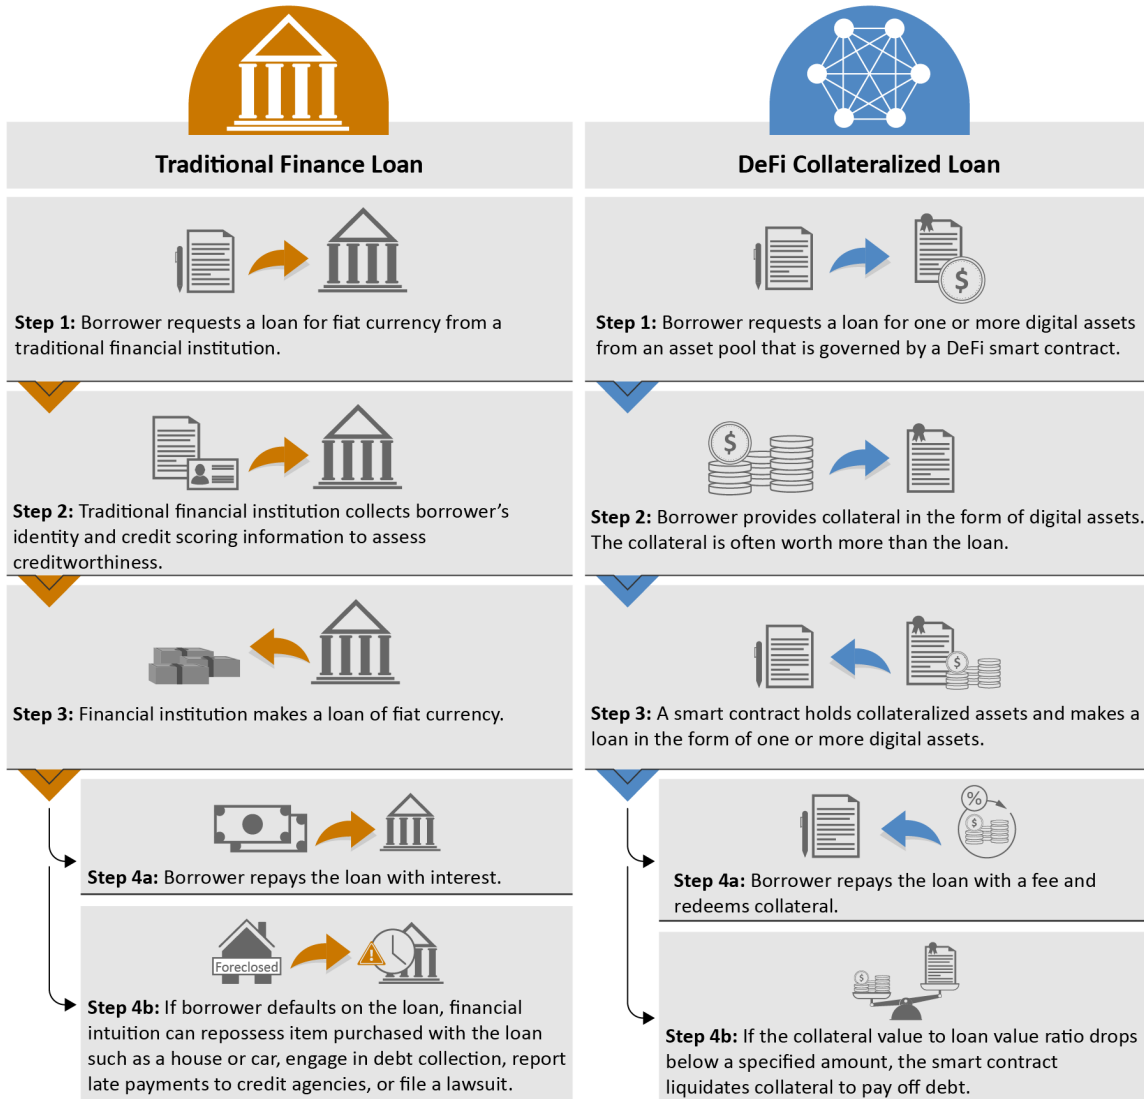 Traditional Finance Loan
Step 1: Borrower requests a loan for fiat currency from a
traditional financial institution.
Step 2: Traditional financial institution collects borrower’s
identity and credit scoring information to assess
creditworthiness.
Step 3: Financial institution makes a loan of fiat currency.
Step 4a: Borrower repays the loan with interest.
Foreclosed
Step 4b: If borrower defaults on the loan, financial
intuition can repossess item purchased with the loan
such as a house or car, engage in debt collection, report
late payments to credit agencies, or file a lawsuit.
DeFi Collateralized Loan
$
Step 1: Borrower requests a loan for one or more digital assets
from an asset pool that is governed by a DeFi smart contract.
$
Step 2: Borrower provides collateral in the form of digital assets.
The collateral is often worth more than the loan.
$
Step 3: A smart contract holds collateralized assets and makes a
loan in the form of one or more digital assets.
%
$
Step 4a: Borrower repays the loan with a fee and
redeems collateral.
$
Step 4b: If the collateral value to loan value ratio drops
below a specified amount, the smart contract
liquidates collateral to pay off debt.